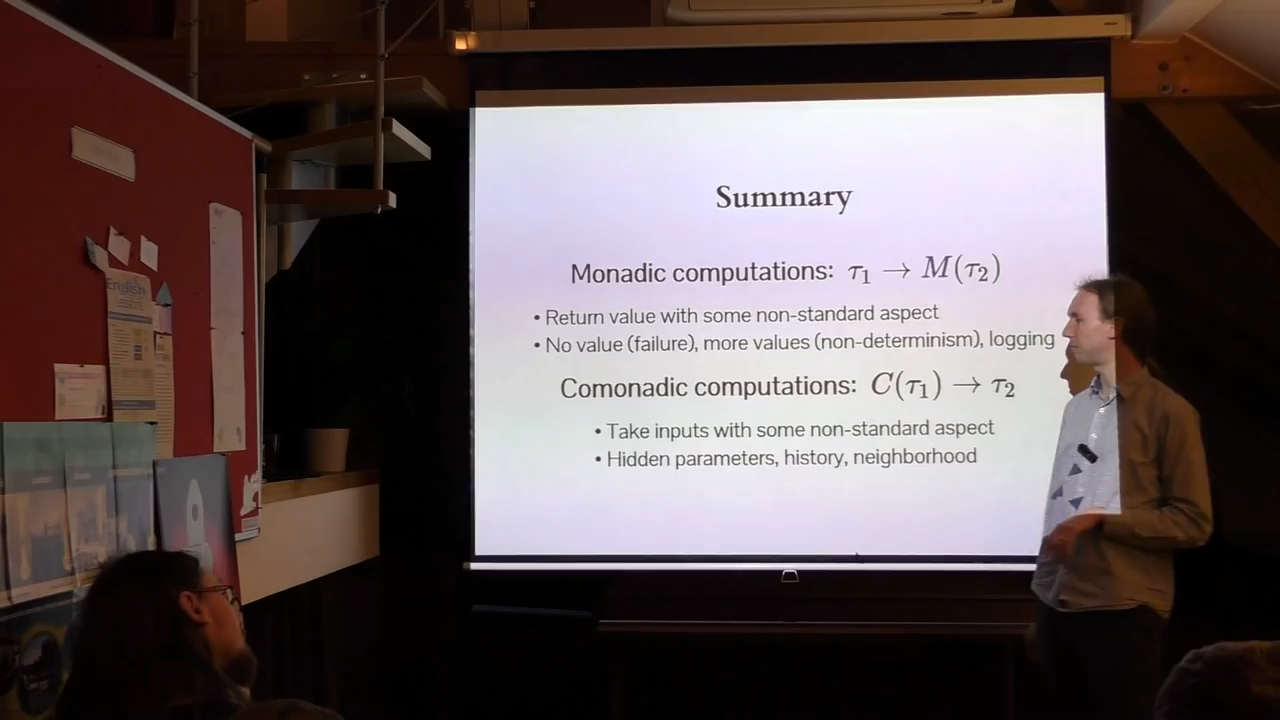 Summary
Monadic computations: τ₁ → M(τ₂)
• Return value with some non-standard aspect
• No value (failure), more values (non-determinism), logging
Comonadic computations: C(τ₁) → τ₂
• Take inputs with some non-standard aspect
• Hidden parameters, history, neighborhood
English